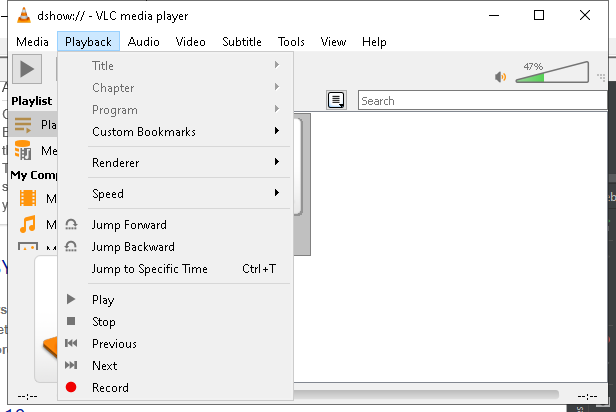 dshow:// - VLC media player
Media Playback Audio Video Subtitle Tools View Help
47%
Search
Playlist
Pla
Me
My Comp
M
M
Title
Chapter
Program
Custom Bookmarks
Renderer
Speed
Jump Forward
Jump Backward
Jump to Specific Time Ctrl+T
Play
Stop
Previous
Next
Record
--:-- --:--